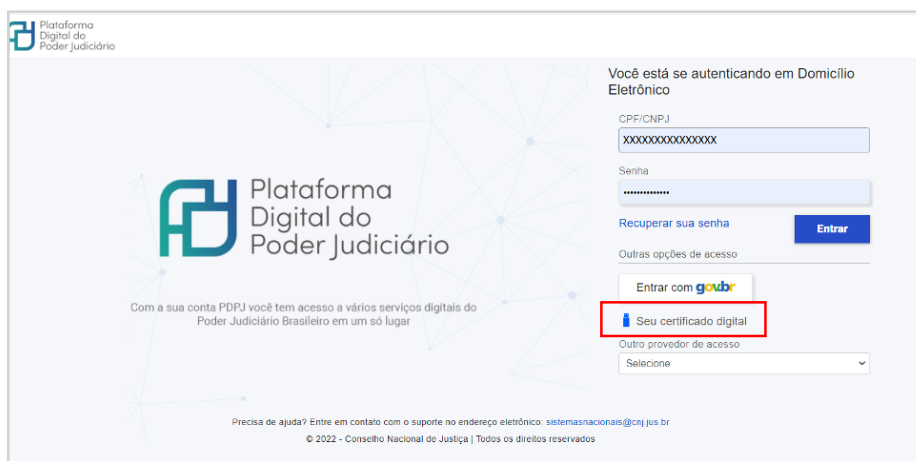 Plataforma
Digital do
Poder Judiciário
Você está se autenticando em Domicílio
Eletrônico
CPF/CNPJ
XXXXXXXXXXXXXXX
Senha
••••••••••••••
Recuperar sua senha
Entrar
Outras opções de acesso
Entrar com gov.br
Seu certificado digital
Outro provedor de acesso
Selecione
Plataforma
Digital do
Poder Judiciário
Com a sua conta PDPJ você tem acesso a vários serviços digitais do
Poder Judiciário Brasileiro em um só lugar
Precisa de ajuda? Entre em contato com o suporte no endereço eletrônico: sistemasnacionais@cnj.jus.br
© 2022 - Conselho Nacional de Justiça | Todos os direitos reservados